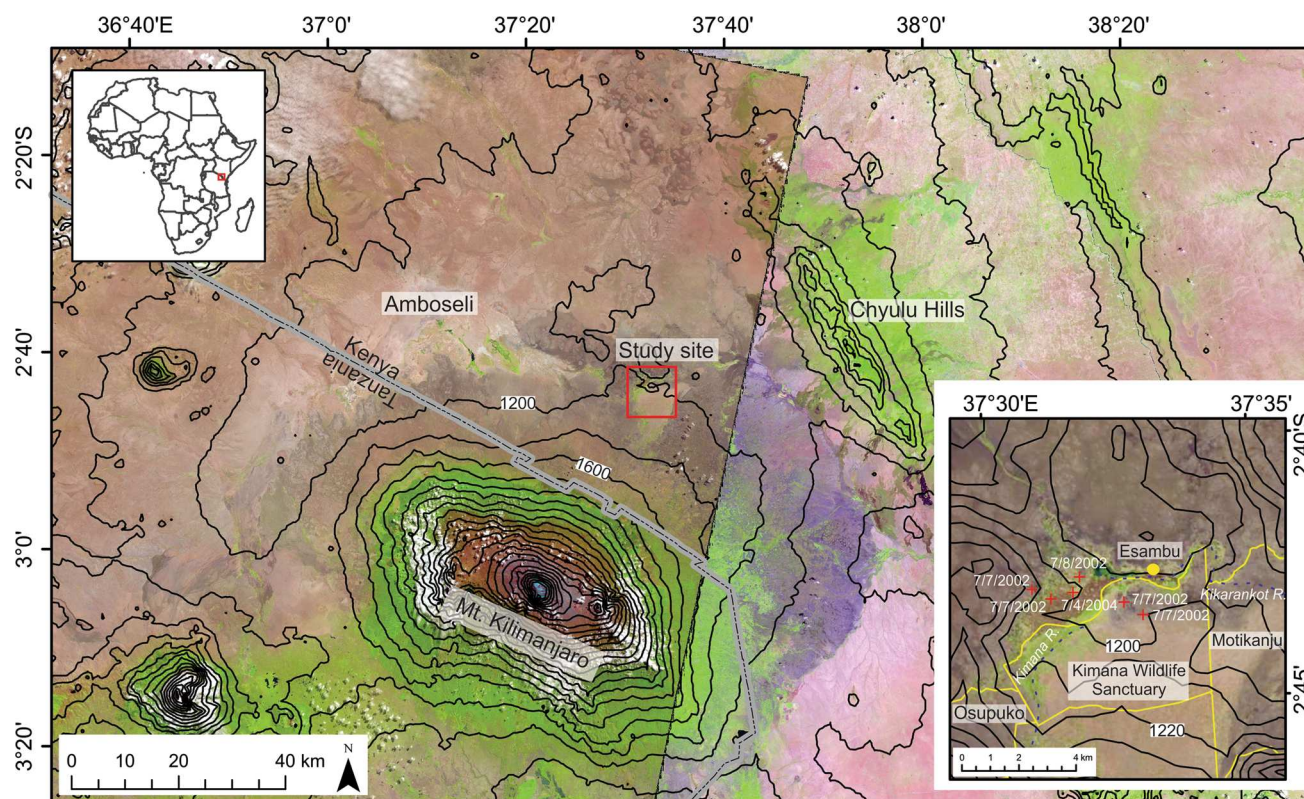 36°40'E 37°0' 37°20' 37°40' 38°0' 38°20'
2°20'S
2°40'
3°0'
3°20'
Amboseli
Chyulu Hills
Kenya
Tanzania
Study site
1200
1600
Mt. Kilimanjaro
0 10 20 40 km
N
37°30'E 37°35'
2°40'S
2°45'
Esambu
7/8/2002
7/7/2002
7/7/2002
7/4/2004
7/7/2002
7/7/2002
Kikarankot R.
Kimana R.
1200
Motikanju
Kimana Wildlife
Sanctuary
Osupuko
1220
0 1 2 4 km